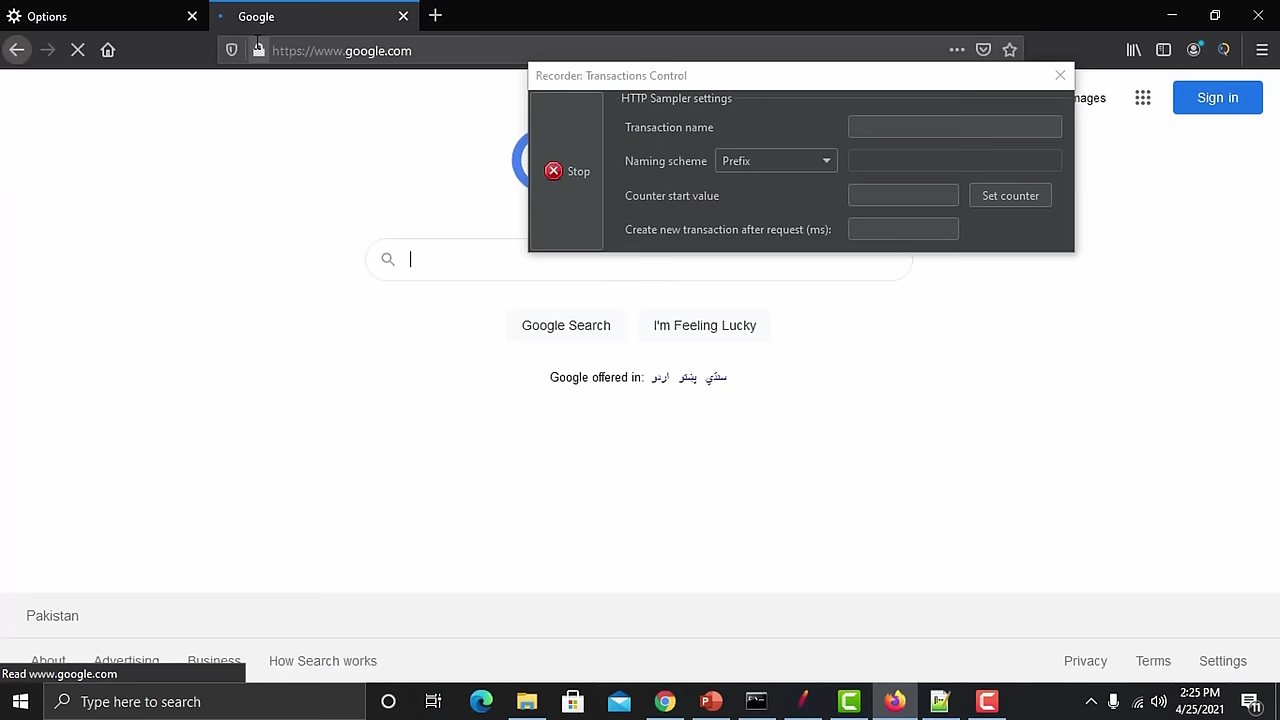 Options
Google
https://www.google.com
Recorder: Transactions Control
HTTP Sampler settings
Transaction name
Naming scheme
Prefix
Counter start value
Set counter
Create new transaction after request (ms):
Stop
Sign in
Google Search
I'm Feeling Lucky
Google offered in: اردو پښتو سنڌي
Pakistan
About
Advertising
Business
How Search works
Privacy
Terms
Settings
Read www.google.com
Type here to search
2:25 PM
4/25/2021
11